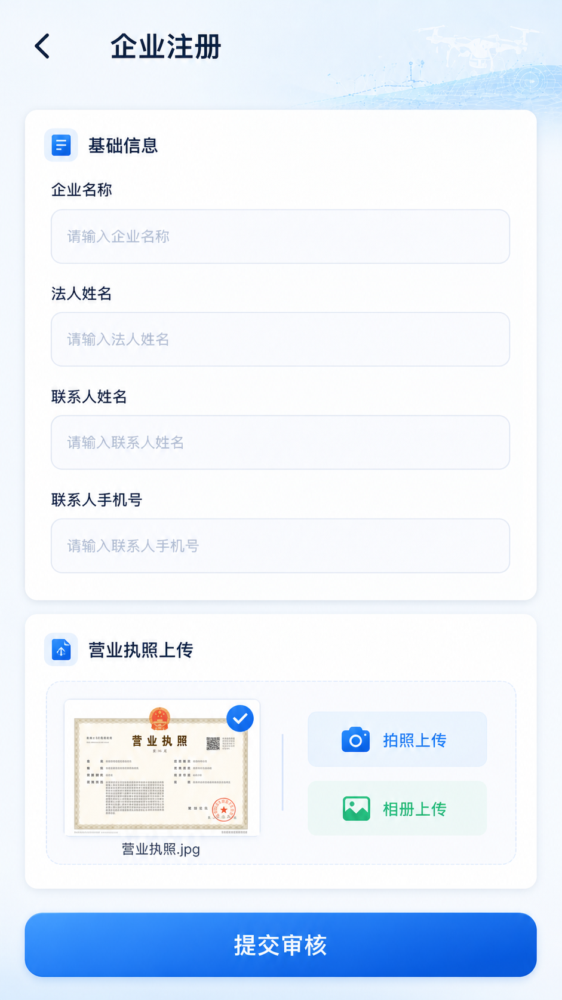 企业注册
基础信息
企业名称
请输入企业名称
法人姓名
请输入法人姓名
联系人姓名
请输入联系人姓名
联系人手机号
请输入联系人手机号
营业执照上传
营业执照
营业执照.jpg
拍照上传
相册上传
提交审核